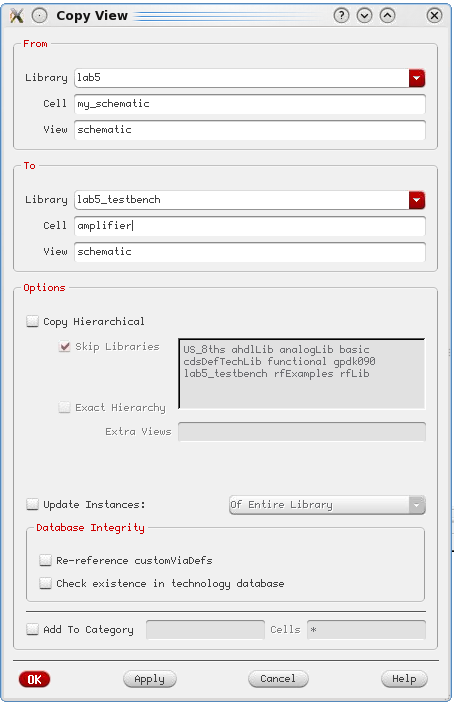 Copy View
From
Library lab5
Cell my_schematic
View schematic
To
Library lab5_testbench
Cell amplifier
View schematic
Options
Copy Hierarchical
Skip Libraries
US_8ths ahdlLib analogLib basic
cdsDefTechLib functional gpdk090
lab5_testbench rfExamples rfLib
Exact Hierarchy
Extra Views
Update Instances: Of Entire Library
Database Integrity
Re-reference customViaDefs
Check existence in technology database
Add To Category Cells *
OK Apply Cancel Help